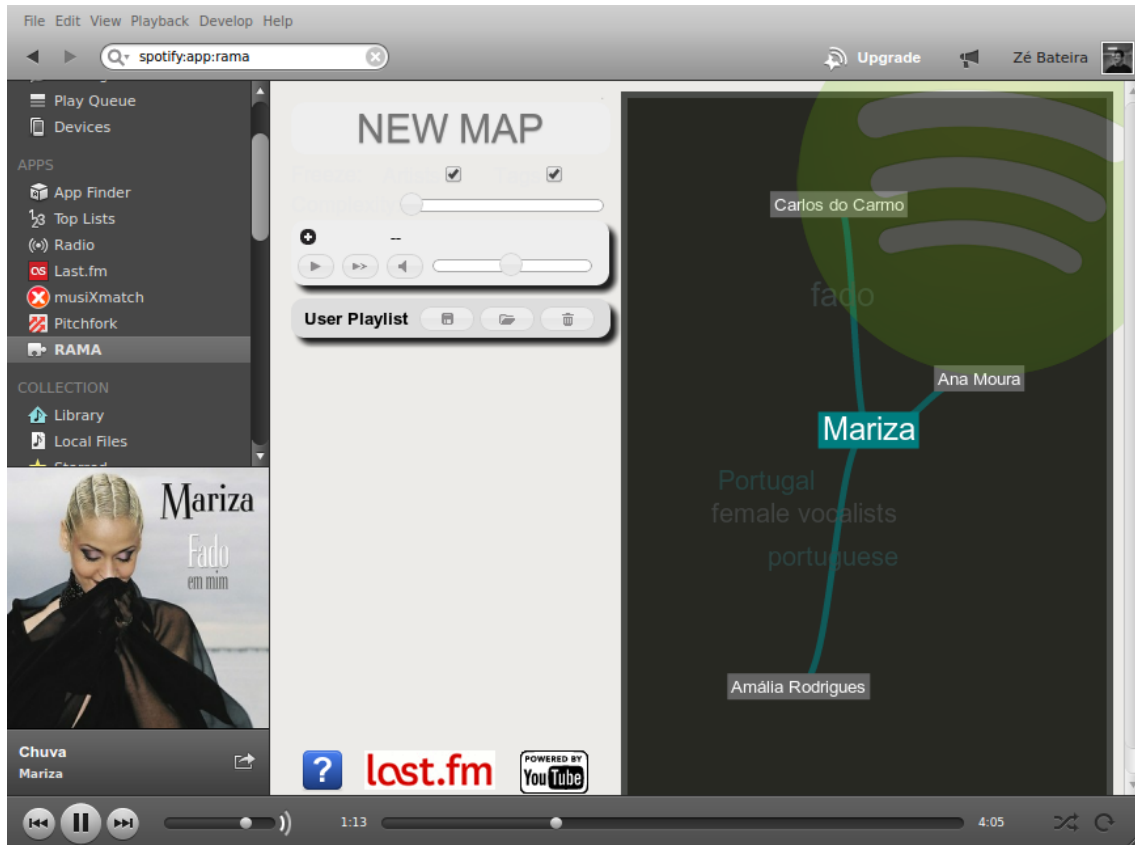 File Edit View Playback Develop Help
spotify:app:rama
Upgrade
Zé Bateira
Play Queue
Devices
APPS
App Finder
Top Lists
Radio
Last.fm
musiXmatch
Pitchfork
RAMA
COLLECTION
Library
Local Files
Starred
Mariza
Fado
em mim
Chuva
Mariza
NEW MAP
--
User Playlist
?
last.fm
POWERED BY
YouTube
Carlos do Carmo
fado
Ana Moura
Mariza
Portugal
female vocalists
portuguese
Amália Rodrigues
1:13
4:05